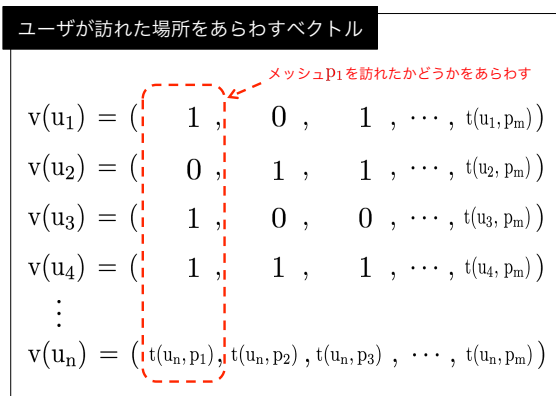 ユーザが訪れた場所をあらわすベクトル
メッシュp₁を訪れたかどうかをあらわす
v(u₁) = ( 1 , 0 , 1 , ⋯ , t(u₁, pₘ) )
v(u₂) = ( 0 , 1 , 1 , ⋯ , t(u₂, pₘ) )
v(u₃) = ( 1 , 0 , 0 , ⋯ , t(u₃, pₘ) )
v(u₄) = ( 1 , 1 , 1 , ⋯ , t(u₄, pₘ) )
⋮
v(uₙ) = ( t(uₙ, p₁), t(uₙ, p₂) , t(uₙ, p₃) , ⋯ , t(uₙ, pₘ) )